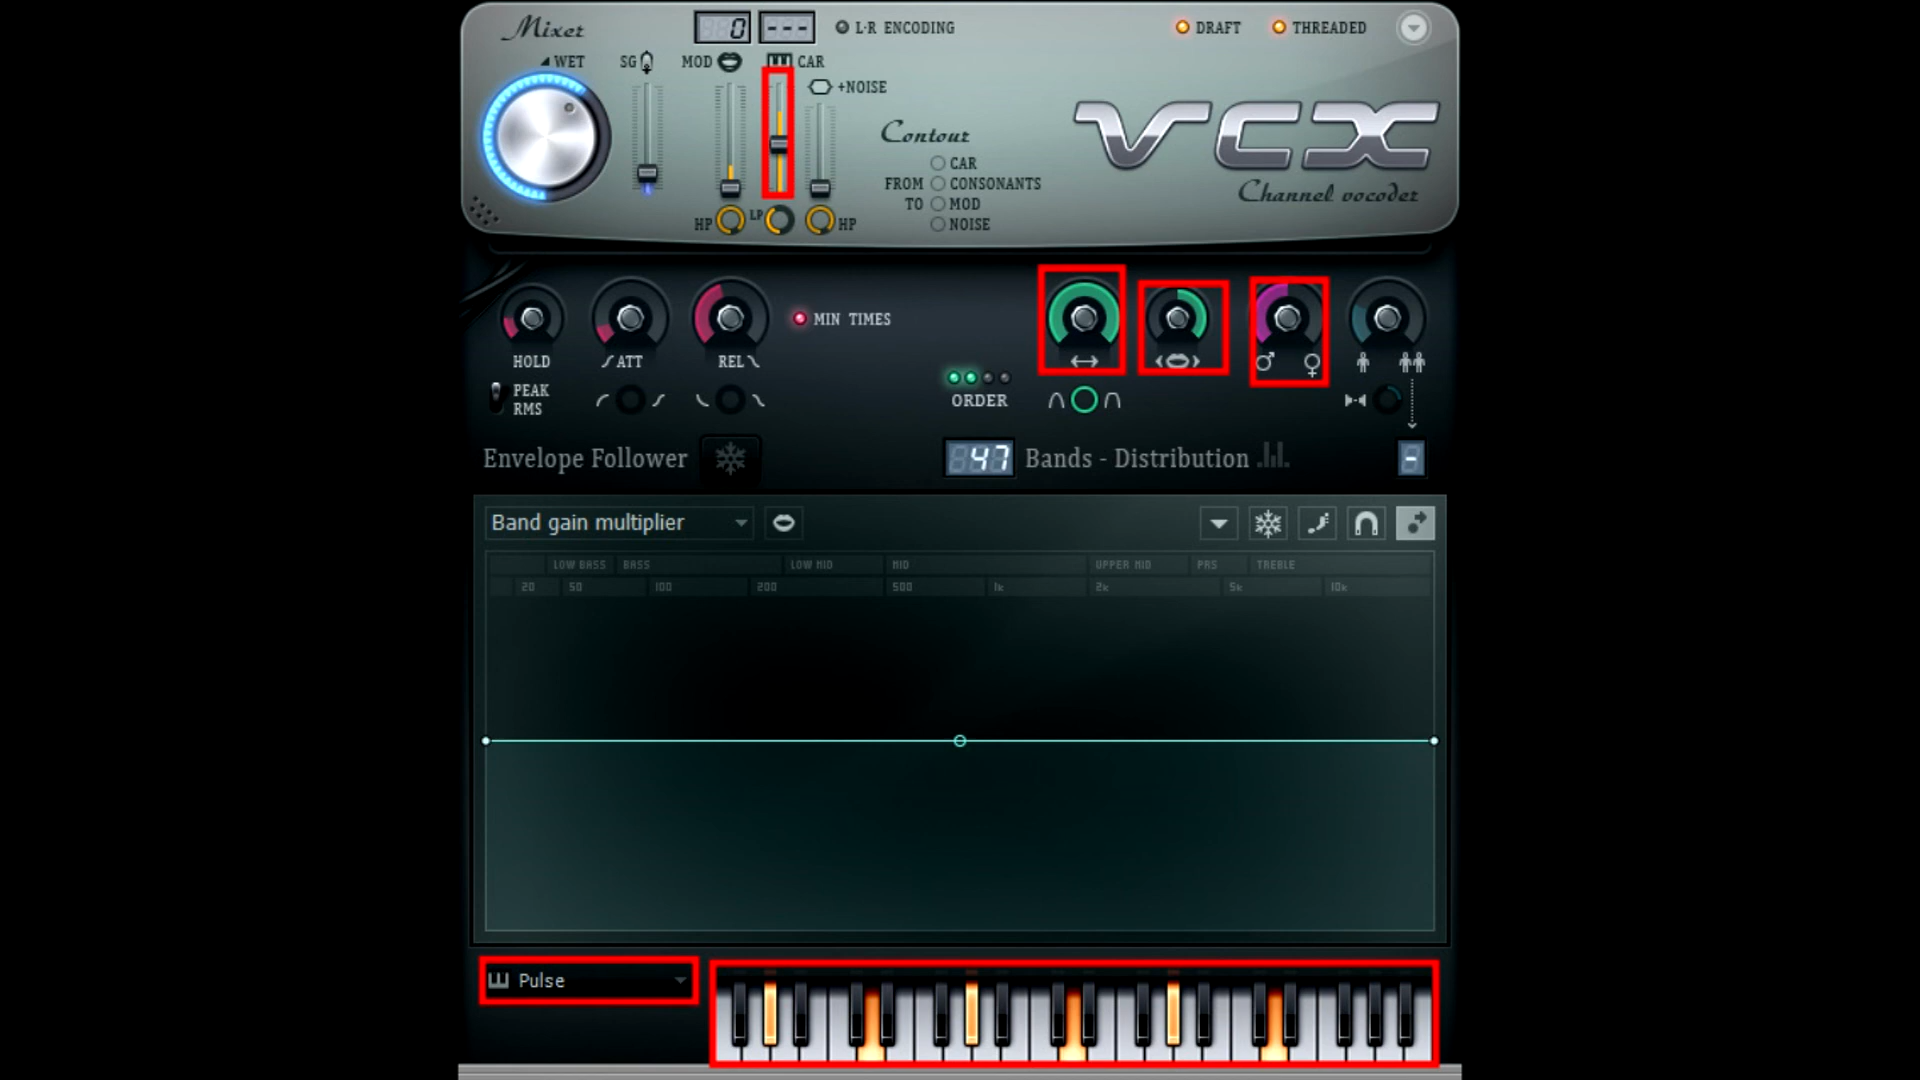 Mixer
0
---
L·R ENCODING
DRAFT
THREADED
WET
SG
MOD
CAR
+NOISE
Contour
VCX
CAR
FROM
CONSONANTS
Channel vocoder
TO
MOD
HP
LP
HP
NOISE
MIN TIMES
HOLD
ATT
REL
PEAK
RMS
ORDER
Envelope Follower
47
Bands - Distribution
-
Band gain multiplier
LOW BASS
BASS
LOW MID
MID
UPPER MID
PRS
TREBLE
20
50
100
200
500
1k
2k
5k
10k
Pulse